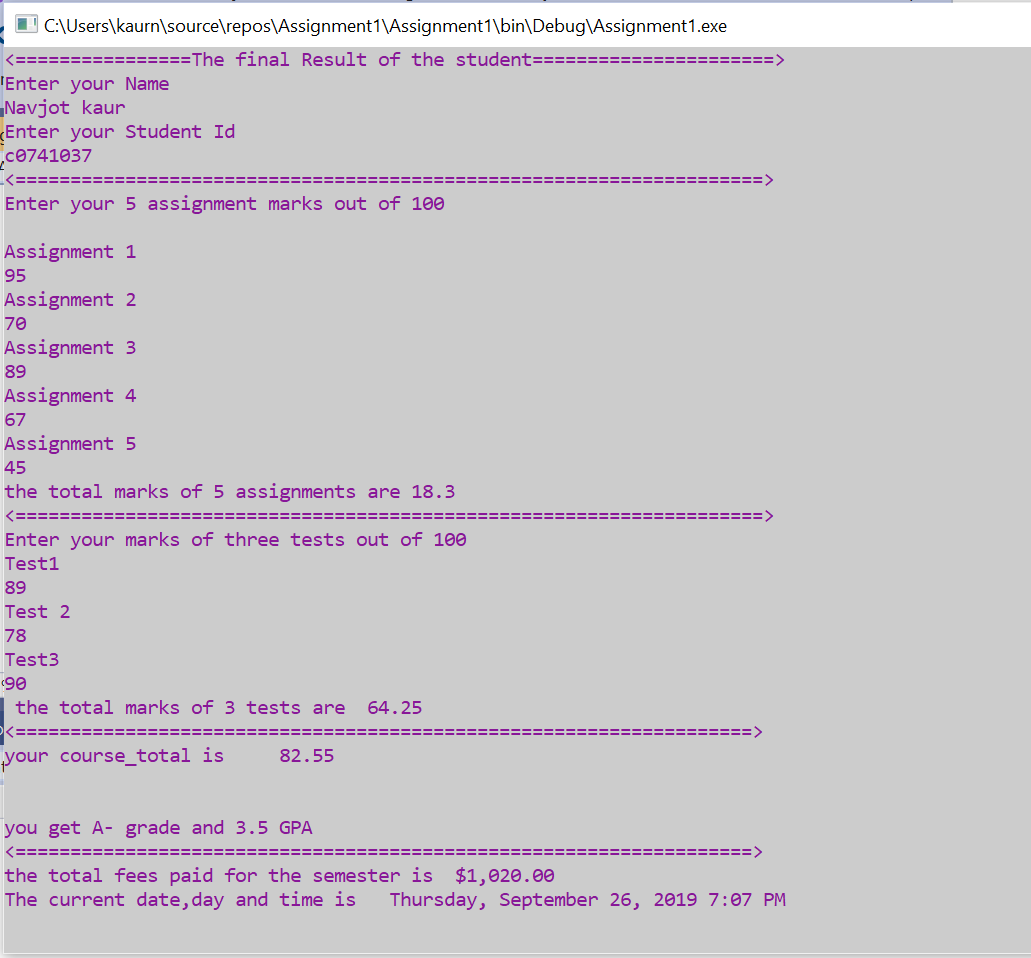 C:\Users\kaurn\source\repos\Assignment1\Assignment1\bin\Debug\Assignment1.exe
<================The final Result of the student======================>
Enter your Name
Navjot kaur
Enter your Student Id
c0741037
<====================================================================>
Enter your 5 assignment marks out of 100
Assignment 1
95
Assignment 2
70
Assignment 3
89
Assignment 4
67
Assignment 5
45
the total marks of 5 assignments are 18.3
<====================================================================>
Enter your marks of three tests out of 100
Test1
89
Test 2
78
Test3
90
the total marks of 3 tests are  64.25
<===================================================================>
your course_total is     82.55
you get A- grade and 3.5 GPA
<===================================================================>
the total fees paid for the semester is  $1,020.00
The current date,day and time is   Thursday, September 26, 2019 7:07 PM